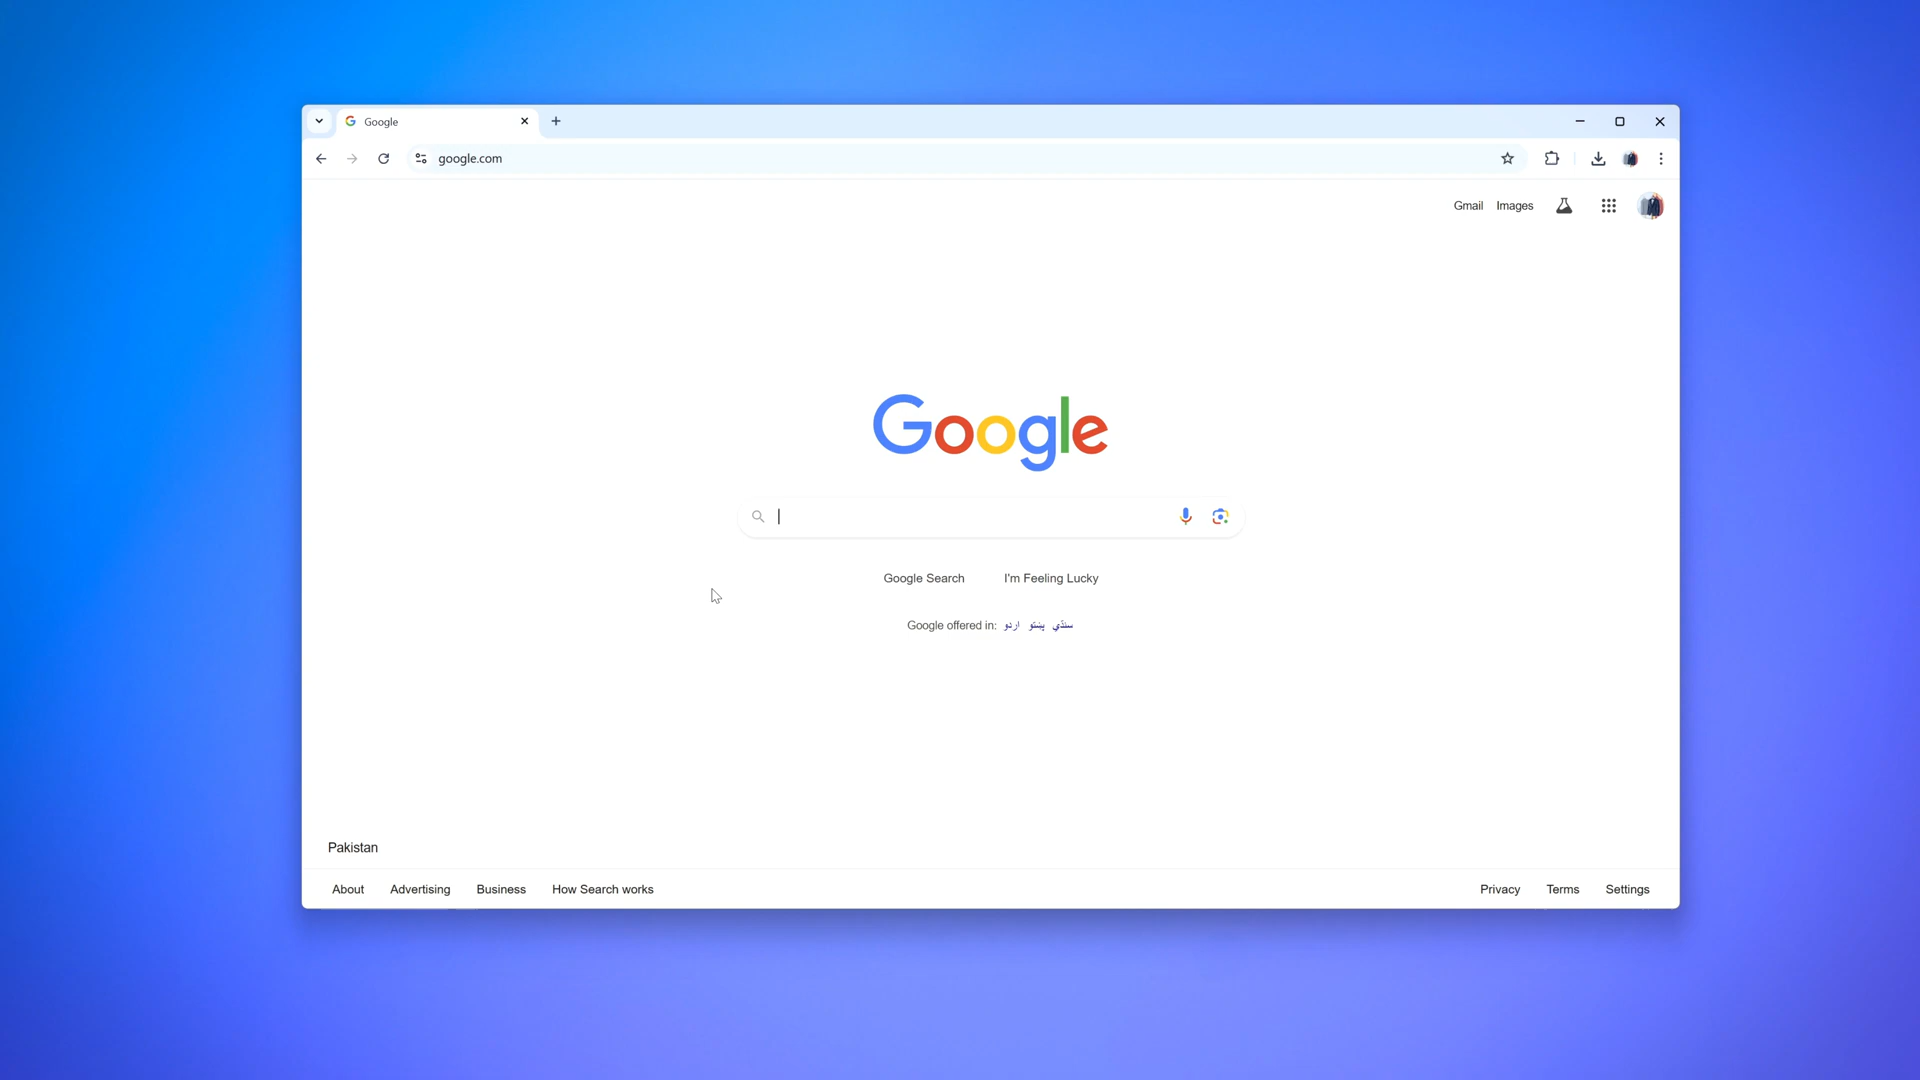 Google
google.com
Gmail Images
Google
Google Search I'm Feeling Lucky
Google offered in: اردو پښتو سنڌي
Pakistan
About Advertising Business How Search works Privacy Terms Settings